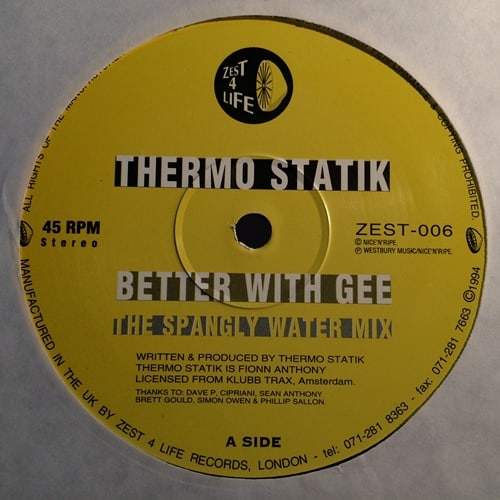 ZEST
4
LIFE
THERMO STATIK
45 RPM
Stereo
ZEST-006
© NICE'N'RIPE.
℗ WESTBURY MUSIC/NICE'N'RIPE.
BETTER WITH GEE
THE SPANGLY WATER MIX
WRITTEN & PRODUCED BY THERMO STATIK
THERMO STATIK IS FIONN ANTHONY
LICENSED FROM KLUBB TRAX, Amsterdam.
THANKS TO: DAVE P, CIPRIANI, SEAN ANTHONY
BRETT GOULD, SIMON OWEN & PHILLIP SALLON.
A SIDE
ALL RIGHTS OF THE
COPYING PROHIBITED.
MANUFACTURED IN THE UK BY ZEST 4 LIFE RECORDS, LONDON - tel: 071-281 8363 - fax: 071-281 7663 © 1994